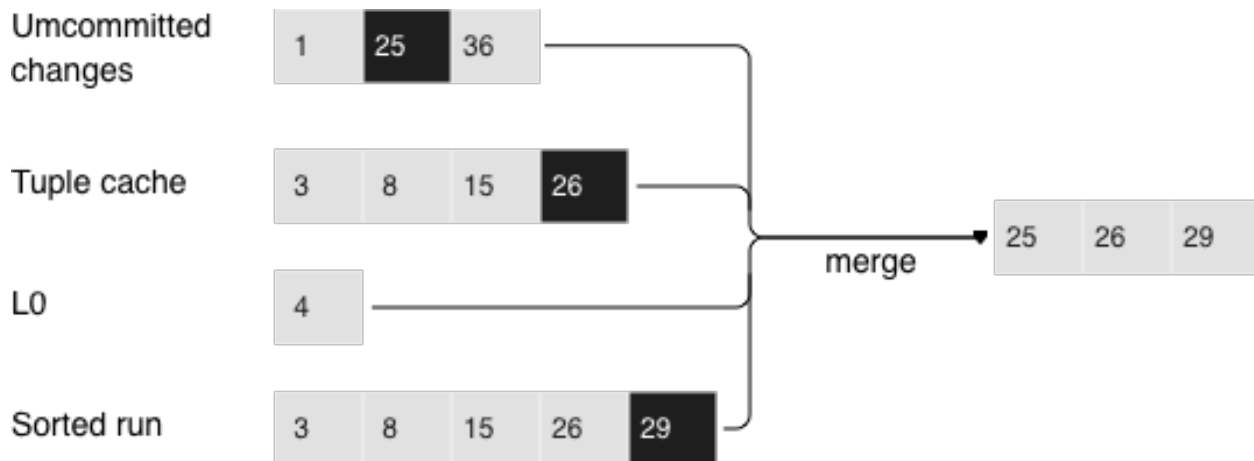 Umcommitted
changes
1 25 36
Tuple cache
3 8 15 26
25 26 29
merge
L0
4
Sorted run
3 8 15 26 29